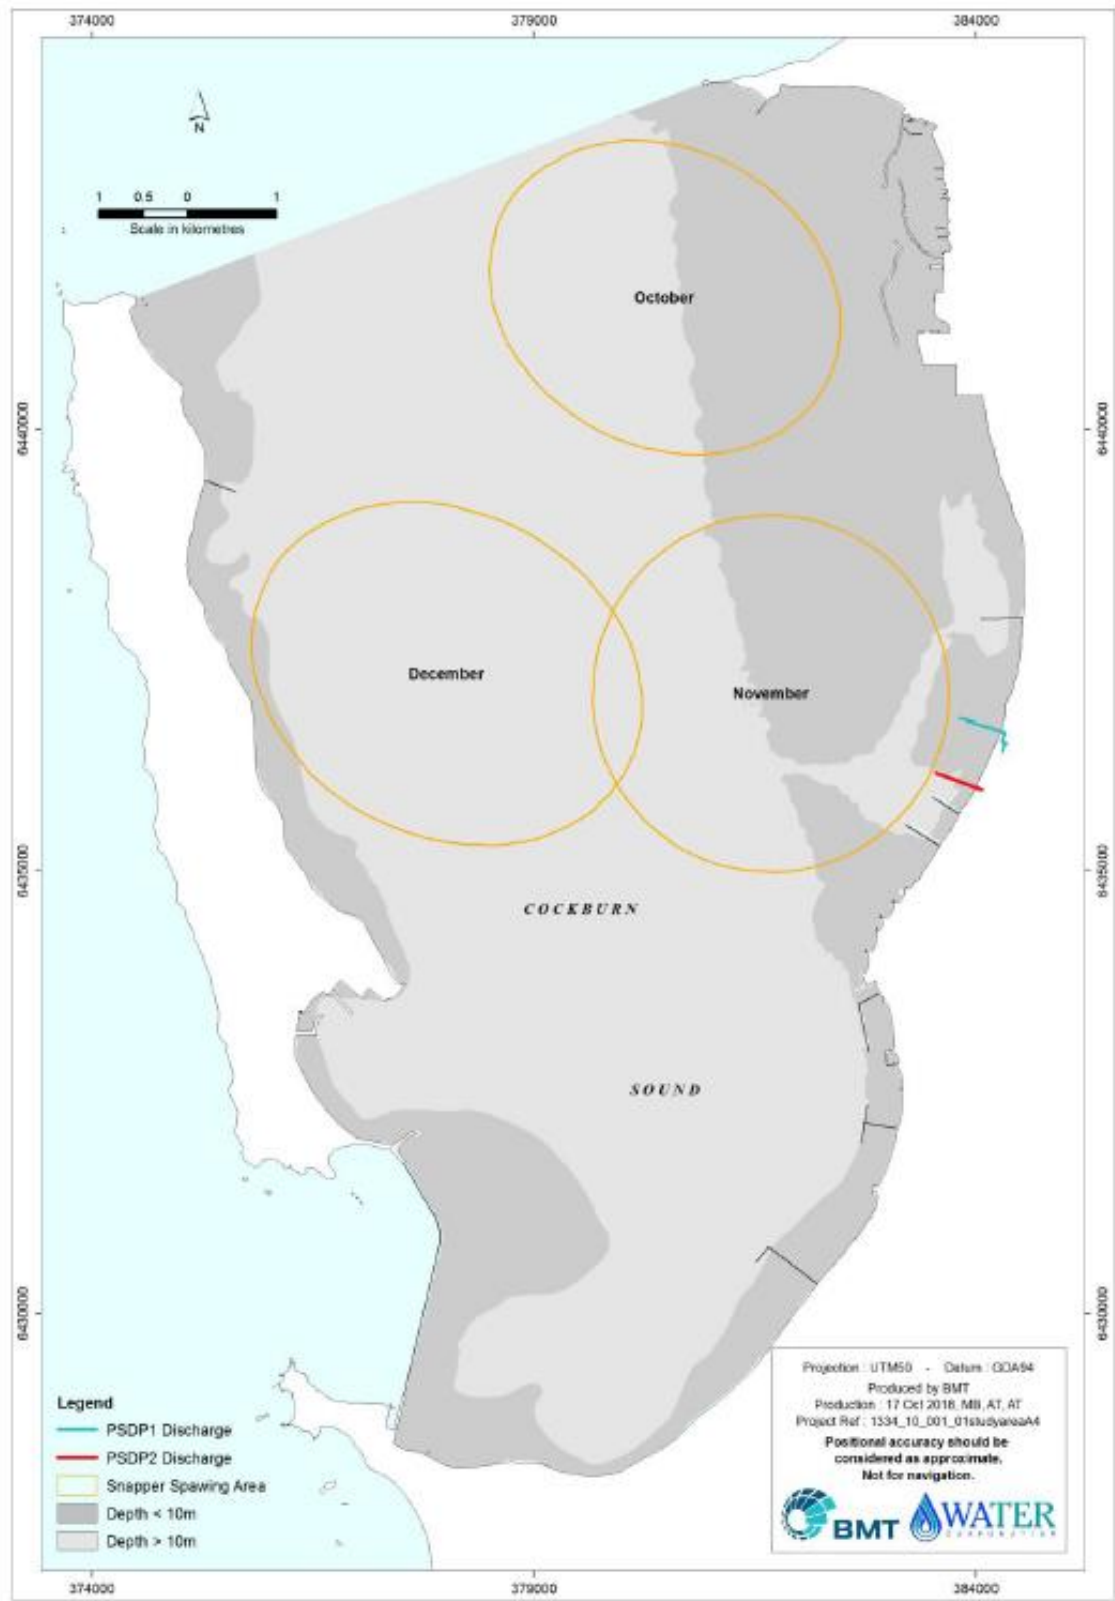 374000 379000 384000
N
1 0.5 0 1
Scale in kilometres
October
6440000 6440000
December
November
6435000 6435000
COCKBURN
SOUND
6430000 6430000
Projection : UTM50 - Datum : GDA94
Produced by BMT
Production : 17 Oct 2018, MB, AT, AT
Project Ref : 1334_10_001_01studyareaA4
Positional accuracy should be
considered as approximate.
Not for navigation.
BMT WATER
CORPORATION
Legend
PSDP1 Discharge
PSDP2 Discharge
Snapper Spawing Area
Depth < 10m
Depth > 10m
374000 379000 384000